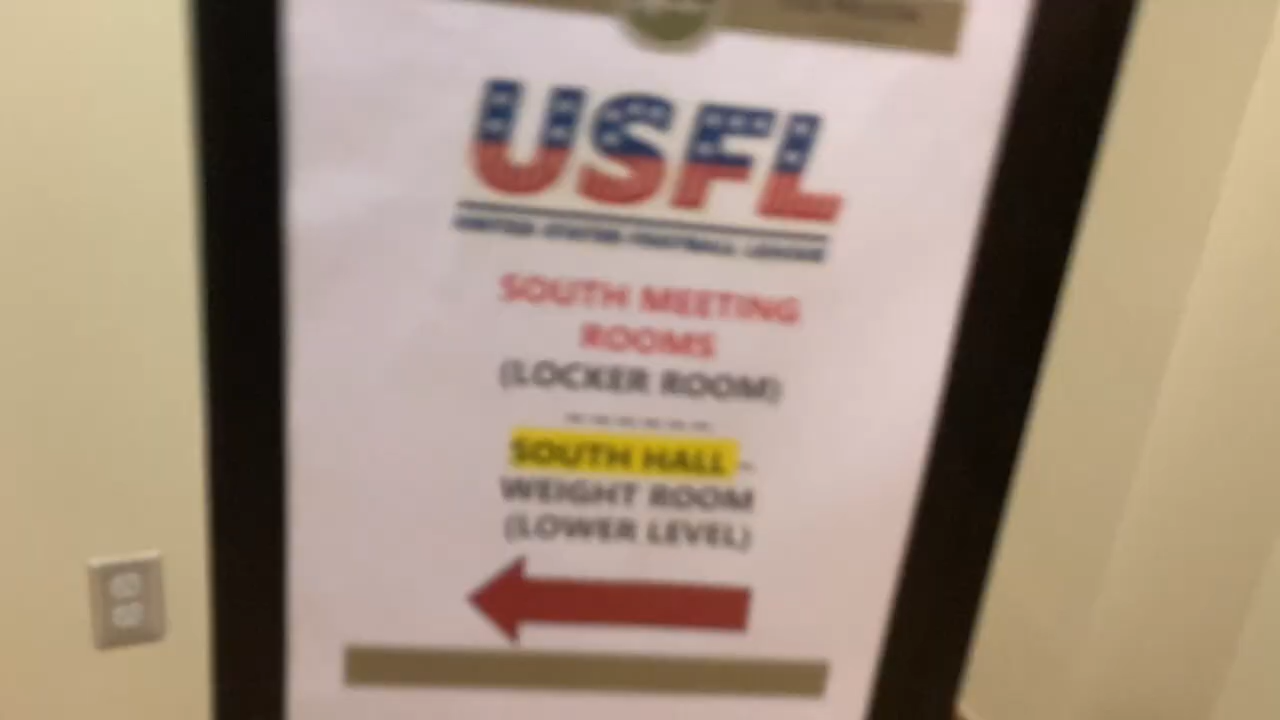 USFL
UNITED STATES FOOTBALL LEAGUE
SOUTH MEETING
ROOMS
(LOCKER ROOM)
- - - - - -
SOUTH HALL -
WEIGHT ROOM
(LOWER LEVEL)